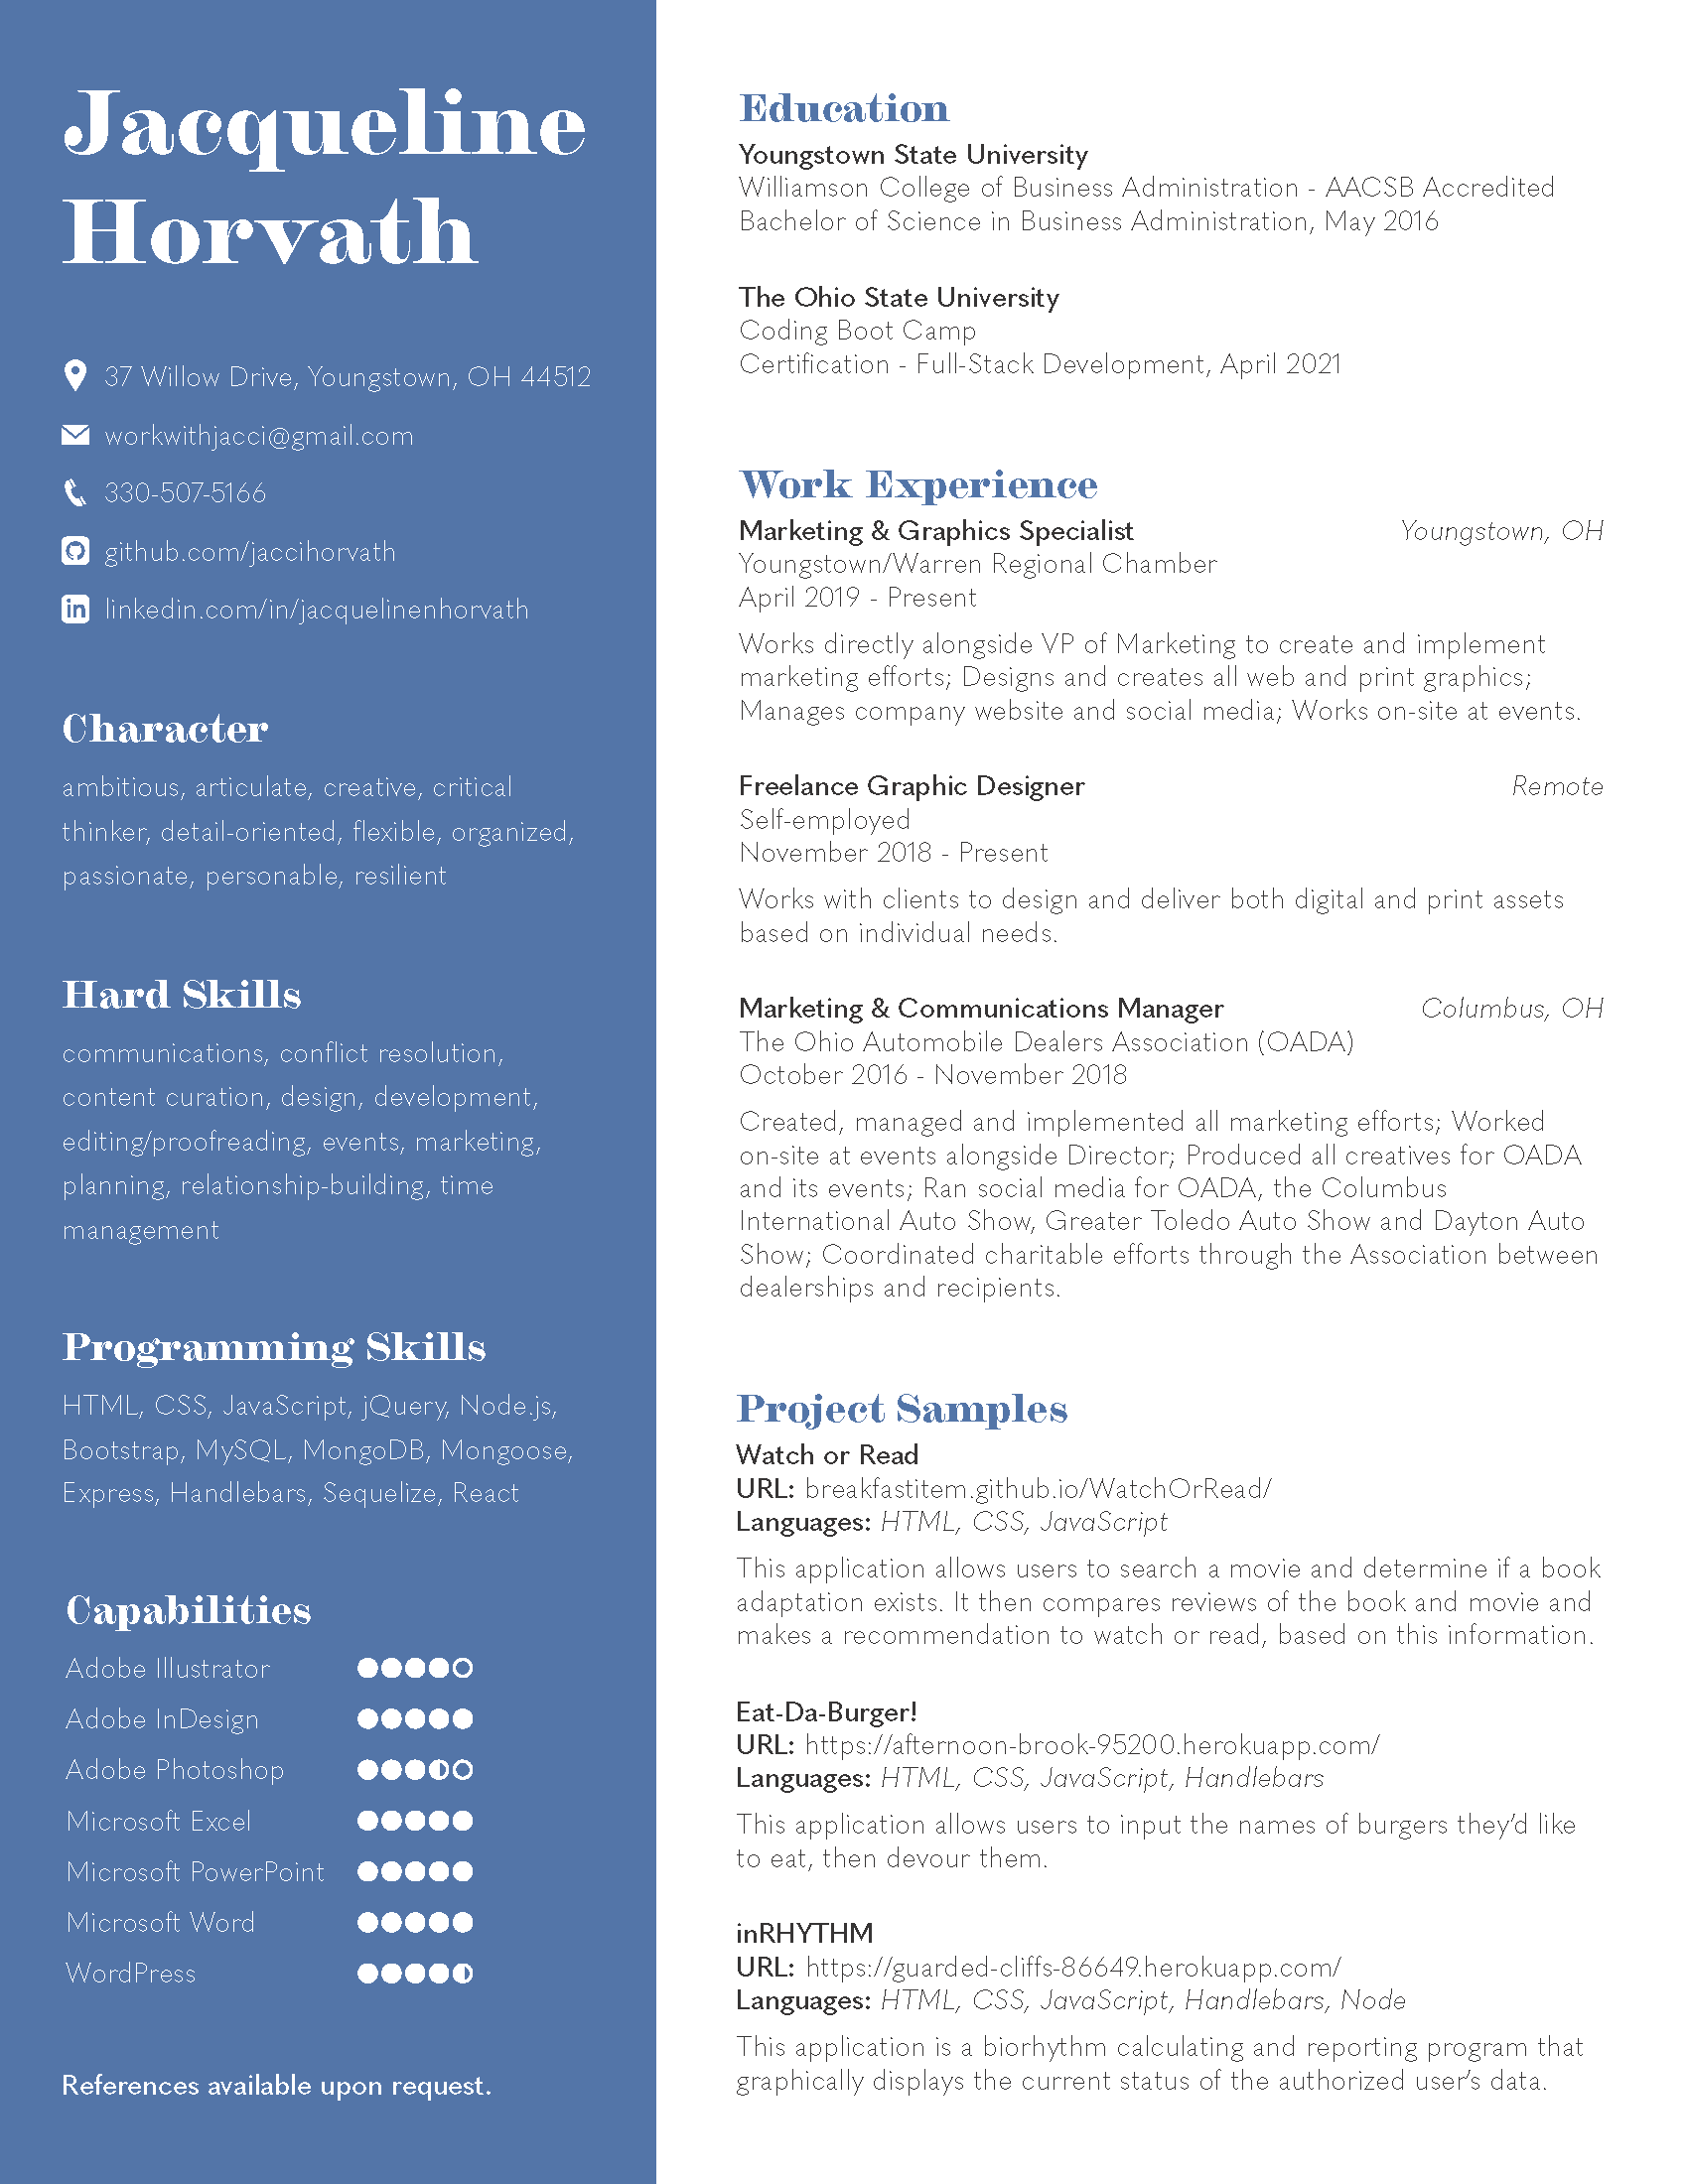 Jacqueline
Horvath
37 Willow Drive, Youngstown, OH 44512
workwithjacci@gmail.com
330-507-5166
github.com/jaccihorvath
linkedin.com/in/jacquelinenhorvath
Character
ambitious, articulate, creative, critical
thinker, detail-oriented, flexible, organized,
passionate, personable, resilient
Hard Skills
communications, conflict resolution,
content curation, design, development,
editing/proofreading, events, marketing,
planning, relationship-building, time
management
Programming Skills
HTML, CSS, JavaScript, jQuery, Node.js,
Bootstrap, MySQL, MongoDB, Mongoose,
Express, Handlebars, Sequelize, React
Capabilities
Adobe Illustrator
Adobe InDesign
Adobe Photoshop
Microsoft Excel
Microsoft PowerPoint
Microsoft Word
WordPress
References available upon request.
Education
Youngstown State University
Williamson College of Business Administration - AACSB Accredited
Bachelor of Science in Business Administration, May 2016
The Ohio State University
Coding Boot Camp
Certification - Full-Stack Development, April 2021
Work Experience
Marketing & Graphics Specialist Youngstown, OH
Youngstown/Warren Regional Chamber
April 2019 - Present
Works directly alongside VP of Marketing to create and implement
marketing efforts; Designs and creates all web and print graphics;
Manages company website and social media; Works on-site at events.
Freelance Graphic Designer Remote
Self-employed
November 2018 - Present
Works with clients to design and deliver both digital and print assets
based on individual needs.
Marketing & Communications Manager Columbus, OH
The Ohio Automobile Dealers Association (OADA)
October 2016 - November 2018
Created, managed and implemented all marketing efforts; Worked
on-site at events alongside Director; Produced all creatives for OADA
and its events; Ran social media for OADA, the Columbus
International Auto Show, Greater Toledo Auto Show and Dayton Auto
Show; Coordinated charitable efforts through the Association between
dealerships and recipients.
Project Samples
Watch or Read
URL: breakfastitem.github.io/WatchOrRead/
Languages: HTML, CSS, JavaScript
This application allows users to search a movie and determine if a book
adaptation exists. It then compares reviews of the book and movie and
makes a recommendation to watch or read, based on this information.
Eat-Da-Burger!
URL: https://afternoon-brook-95200.herokuapp.com/
Languages: HTML, CSS, JavaScript, Handlebars
This application allows users to input the names of burgers they’d like
to eat, then devour them.
inRHYTHM
URL: https://guarded-cliffs-86649.herokuapp.com/
Languages: HTML, CSS, JavaScript, Handlebars, Node
This application is a biorhythm calculating and reporting program that
graphically displays the current status of the authorized user’s data.